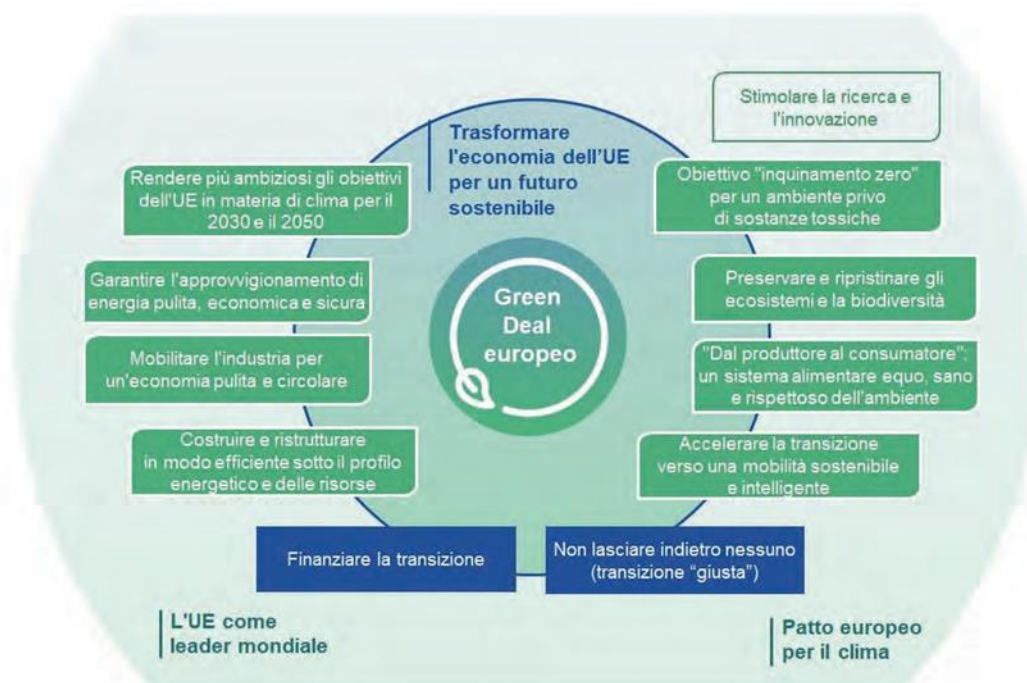 Stimolare la ricerca e
l'innovazione
Trasformare
l'economia dell'UE
per un futuro
sostenibile
Rendere più ambiziosi gli obiettivi
dell'UE in materia di clima per il
2030 e il 2050
Obiettivo "inquinamento zero"
per un ambiente privo
di sostanze tossiche
Garantire l'approvvigionamento di
energia pulita, economica e sicura
Preservare e ripristinare gli
ecosistemi e la biodiversità
Green
Deal
europeo
Mobilitare l'industria per
un'economia pulita e circolare
"Dal produttore al consumatore":
un sistema alimentare equo, sano
e rispettoso dell'ambiente
Costruire e ristrutturare
in modo efficiente sotto il profilo
energetico e delle risorse
Accelerare la transizione
verso una mobilità sostenibile
e intelligente
Finanziare la transizione
Non lasciare indietro nessuno
(transizione “giusta”)
L'UE come
leader mondiale
Patto europeo
per il clima